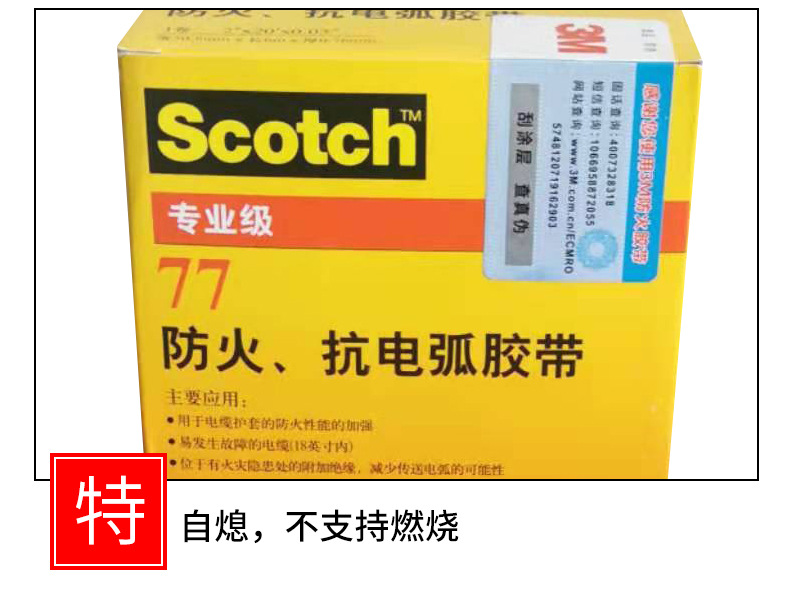 防火、抗电弧胶带
3M
Scotch™
专业级
77
防火、抗电弧胶带
主要应用：
•用于电缆护套的防火性能的加强
•易发生故障的电缆(18英寸内)
•位于有火灾隐患处的附加绝缘，减少传送电弧的可能性
感谢您使用3M防火胶带
固话查询：4007328318
短信查询：1066958872055
网站查询：www.3M.com.cn/ECMRO
5748120719162903
刮涂层 查真伪
特
自熄，不支持燃烧